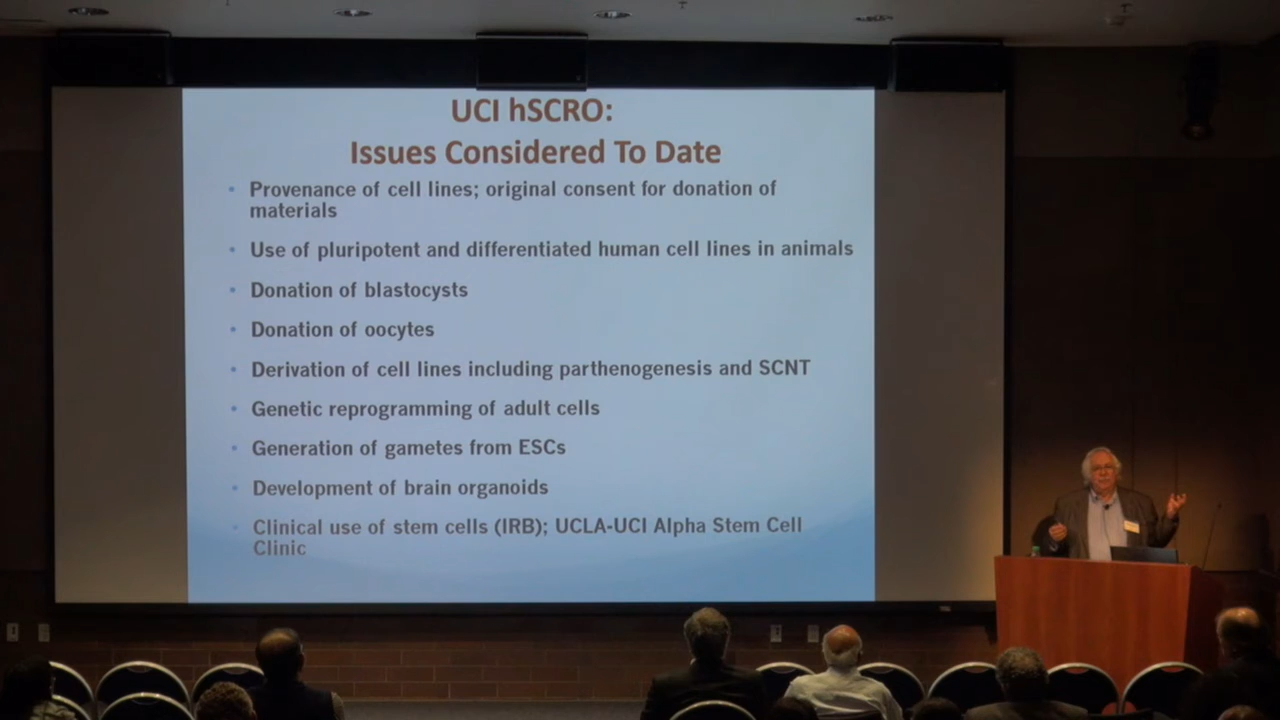 UCI hSCRO:
Issues Considered To Date
• Provenance of cell lines; original consent for donation of
materials
• Use of pluripotent and differentiated human cell lines in animals
• Donation of blastocysts
• Donation of oocytes
• Derivation of cell lines including parthenogenesis and SCNT
• Genetic reprogramming of adult cells
• Generation of gametes from ESCs
• Development of brain organoids
• Clinical use of stem cells (IRB); UCLA-UCI Alpha Stem Cell
Clinic